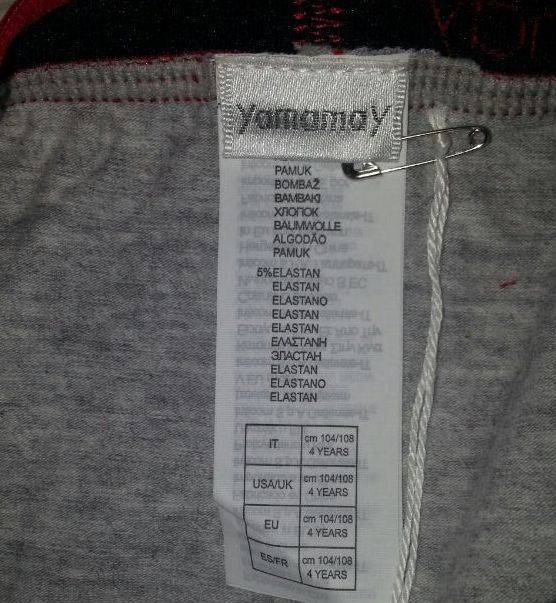 yamamay
PAMUK
BOMBAŽ
BAMBAKI
ХЛОПОК
BAUMWOLLE
ALGODÃO
PAMUK
5%ELASTAN
ELASTAN
ELASTANO
ELASTAN
ELASTAN
ΕΛΑΣΤΑΝΗ
ЭЛАСТАН
ELASTAN
ELASTANO
ELASTAN
IT cm 104/108
4 YEARS
USA/UK cm 104/108
4 YEARS
EU cm 104/108
4 YEARS
ES/FR cm 104/108
4 YEARS